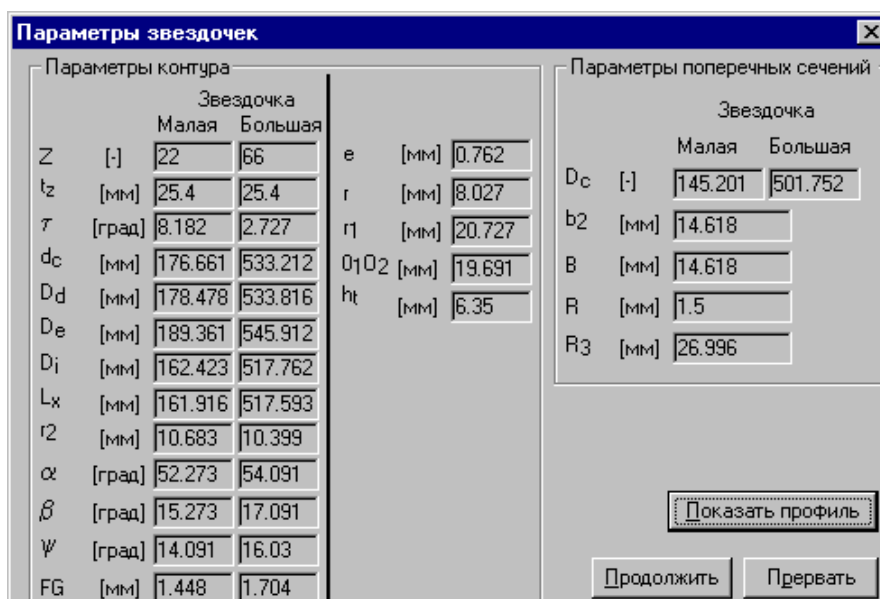 Параметры звездочек
Параметры контура
Звездочка
Малая Большая
Z [-] 22 66
tz [мм] 25.4 25.4
τ [град] 8.182 2.727
dc [мм] 176.661 533.212
Dd [мм] 178.478 533.816
De [мм] 189.361 545.912
Di [мм] 162.423 517.762
Lx [мм] 161.916 517.593
r2 [мм] 10.683 10.399
α [град] 52.273 54.091
β [град] 15.273 17.091
Ψ [град] 14.091 16.03
FG [мм] 1.448 1.704
e [мм] 0.762
r [мм] 8.027
r1 [мм] 20.727
O1O2 [мм] 19.691
ht [мм] 6.35
Параметры поперечных сечений
Звездочка
Малая Большая
Dc [-] 145.201 501.752
b2 [мм] 14.618
B [мм] 14.618
R [мм] 1.5
R3 [мм] 26.996
Показать профиль
Продолжить Прервать